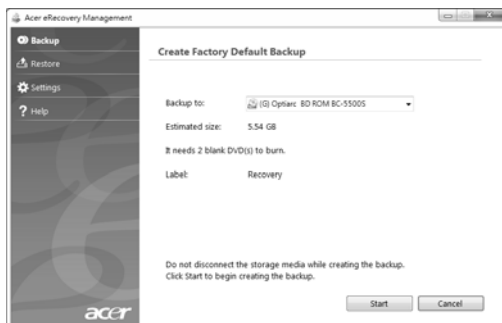 Acer eRecovery Management
Backup
Restore
Settings
Help
Create Factory Default Backup
Backup to: (G) Optiarc BD ROM BC-5500S
Estimated size: 5.54 GB
It needs 2 blank DVD(s) to burn.
Label: Recovery
Do not disconnect the storage media while creating the backup.
Click Start to begin creating the backup.
Start Cancel
acer